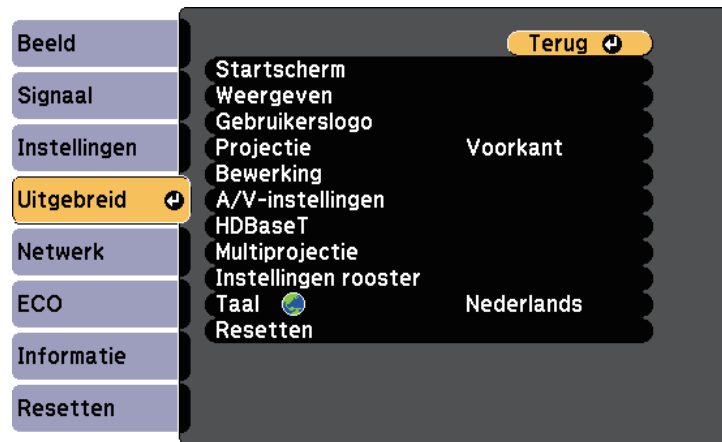 Beeld
Signaal
Instellingen
Uitgebreid
Netwerk
ECO
Informatie
Resetten
Terug
Startscherm
Weergeven
Gebruikerslogo
Projectie Voorkant
Bewerking
A/V-instellingen
HDBaseT
Multiprojectie
Instellingen rooster
Taal Nederlands
Resetten